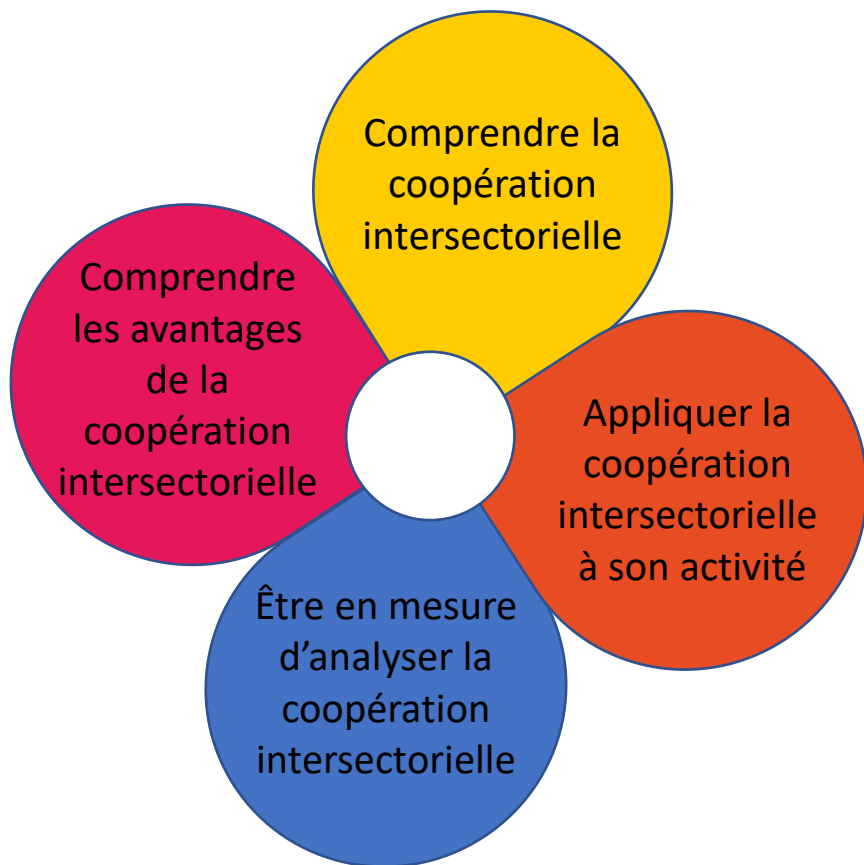 Comprendre la
coopération
intersectorielle
Comprendre
les avantages
de la
coopération
intersectorielle
Appliquer la
coopération
intersectorielle
à son activité
Être en mesure
d’analyser la
coopération
intersectorielle